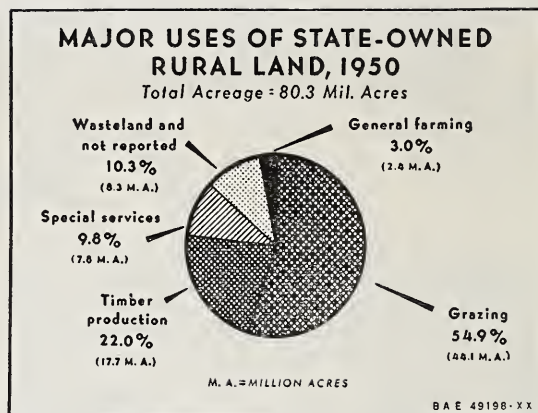 MAJOR USES OF STATE-OWNED
RURAL LAND, 1950
Total Acreage = 80.3 Mil. Acres
Wasteland and
not reported
10.3%
(8.3 M. A.)
General farming
3.0%
(2.4 M. A.)
Special services
9.8%
(7.8 M. A.)
Timber
production
22.0%
(17.7 M. A.)
Grazing
54.9%
(44.1 M. A.)
M. A. = MILLION ACRES
BAE 49198-XX